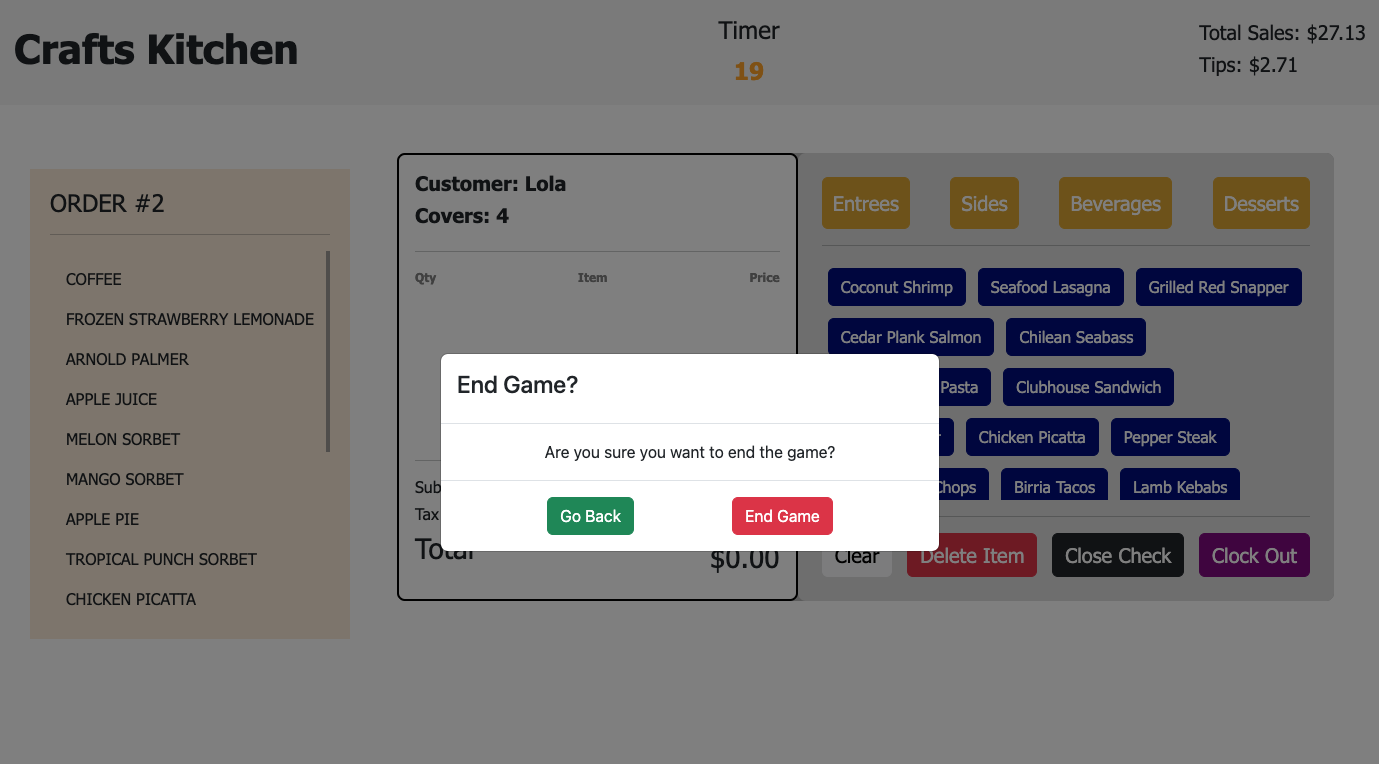 Crafts Kitchen
Timer
19
Total Sales: $27.13
Tips: $2.71
ORDER #2
COFFEE
FROZEN STRAWBERRY LEMONADE
ARNOLD PALMER
APPLE JUICE
MELON SORBET
MANGO SORBET
APPLE PIE
TROPICAL PUNCH SORBET
CHICKEN PICATTA
Customer: Lola
Covers: 4
Qty Item Price
Sub
Tax
Total
$0.00
Entrees Sides Beverages Desserts
Coconut Shrimp Seafood Lasagna Grilled Red Snapper
Cedar Plank Salmon Chilean Seabass
Pasta Clubhouse Sandwich
Chicken Picatta Pepper Steak
Chops Birria Tacos Lamb Kebabs
Clear Delete Item Close Check Clock Out
End Game?
Are you sure you want to end the game?
Go Back End Game